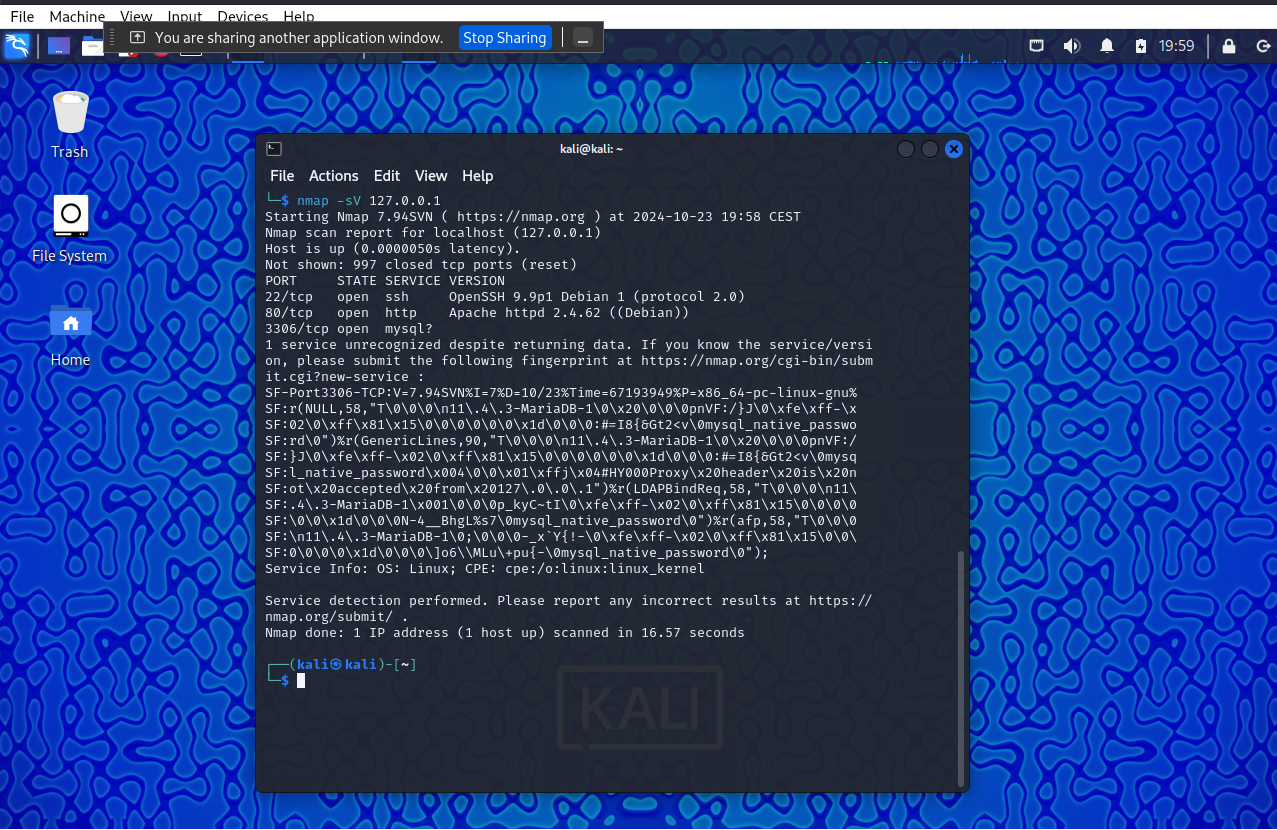 File Machine View Input Devices Help
You are sharing another application window. Stop Sharing
19:59
Trash
File System
Home
kali@kali: ~
File Actions Edit View Help
└─$ nmap -sV 127.0.0.1
Starting Nmap 7.94SVN ( https://nmap.org ) at 2024-10-23 19:58 CEST
Nmap scan report for localhost (127.0.0.1)
Host is up (0.0000050s latency).
Not shown: 997 closed tcp ports (reset)
PORT     STATE SERVICE VERSION
22/tcp   open  ssh     OpenSSH 9.9p1 Debian 1 (protocol 2.0)
80/tcp   open  http    Apache httpd 2.4.62 ((Debian))
3306/tcp open  mysql?
1 service unrecognized despite returning data. If you know the service/versi
on, please submit the following fingerprint at https://nmap.org/cgi-bin/subm
it.cgi?new-service :
SF-Port3306-TCP:V=7.94SVN%I=7%D=10/23%Time=67193949%P=x86_64-pc-linux-gnu%
SF:r(NULL,58,"T\0\0\0\n11\.4\.3-MariaDB-1\0\x20\0\0\0pnVF:/}J\0\xfe\xff-\x
SF:02\0\xff\x81\x15\0\0\0\0\0\0\x1d\0\0\0:#=I8{&Gt2<v\0mysql_native_passwo
SF:rd\0")%r(GenericLines,90,"T\0\0\0\n11\.4\.3-MariaDB-1\0\x20\0\0\0pnVF:/
SF:}J\0\xfe\xff-\x02\0\xff\x81\x15\0\0\0\0\0\0\x1d\0\0\0:#=I8{&Gt2<v\0mysq
SF:l_native_password\x004\0\0\x01\xffj\x04#HY000Proxy\x20header\x20is\x20n
SF:ot\x20accepted\x20from\x20127\.0\.0\.1")%r(LDAPBindReq,58,"T\0\0\0\n11\
SF:.4\.3-MariaDB-1\x001\0\0\0p_kyC~tI\0\xfe\xff-\x02\0\xff\x81\x15\0\0\0\0
SF:\0\0\x1d\0\0\0N-4__BhgL%s7\0mysql_native_password\0")%r(afp,58,"T\0\0\0
SF:\n11\.4\.3-MariaDB-1\0;\0\0\0-_x`Y{!-\0\xfe\xff-\x02\0\xff\x81\x15\0\0\
SF:0\0\0\0\x1d\0\0\0\]o6\\MLu\+pu{-\0mysql_native_password\0");
Service Info: OS: Linux; CPE: cpe:/o:linux:linux_kernel
Service detection performed. Please report any incorrect results at https://
nmap.org/submit/ .
Nmap done: 1 IP address (1 host up) scanned in 16.57 seconds
┌──(kali㉿kali)-[~]
└─$
KALI